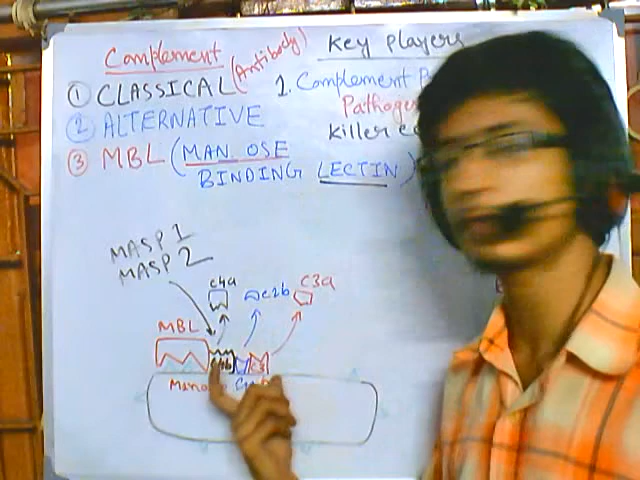 Complement
① CLASSICAL (Antibody)
② ALTERNATIVE
③ MBL (MAN OSE
BINDING LECTIN)
Key Players
1. Complement
Killer
MASP 1
MASP 2
C4a
C2b
C3a
MBL
C4b